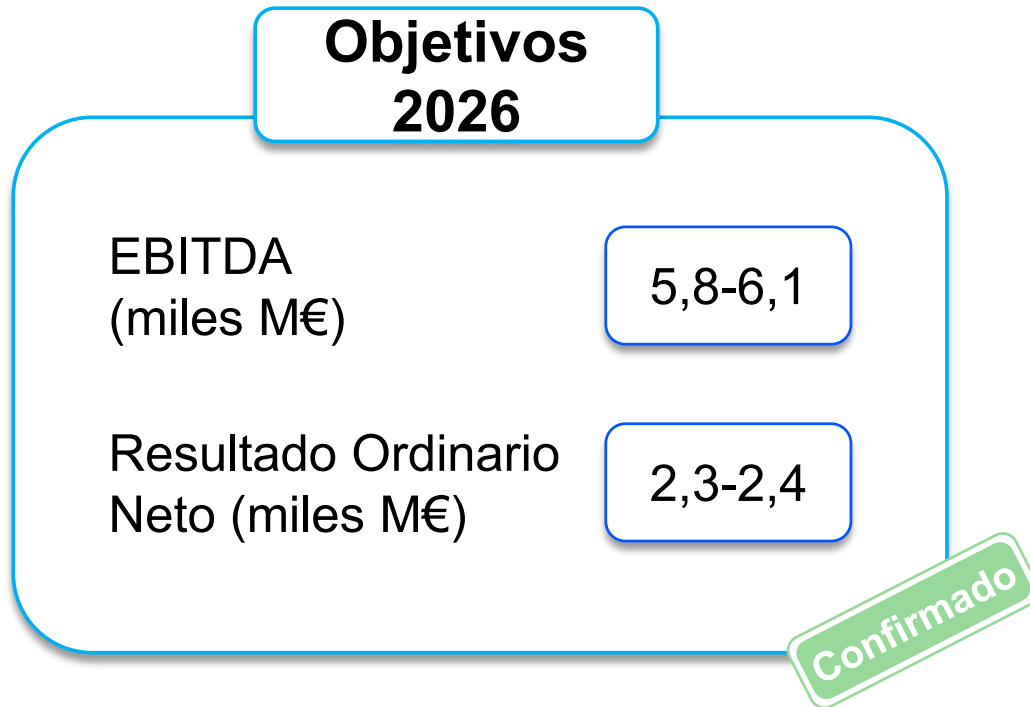 Objetivos
2026
EBITDA
(miles M€)
5,8-6,1
Resultado Ordinario
Neto (miles M€)
2,3-2,4
Confirmado